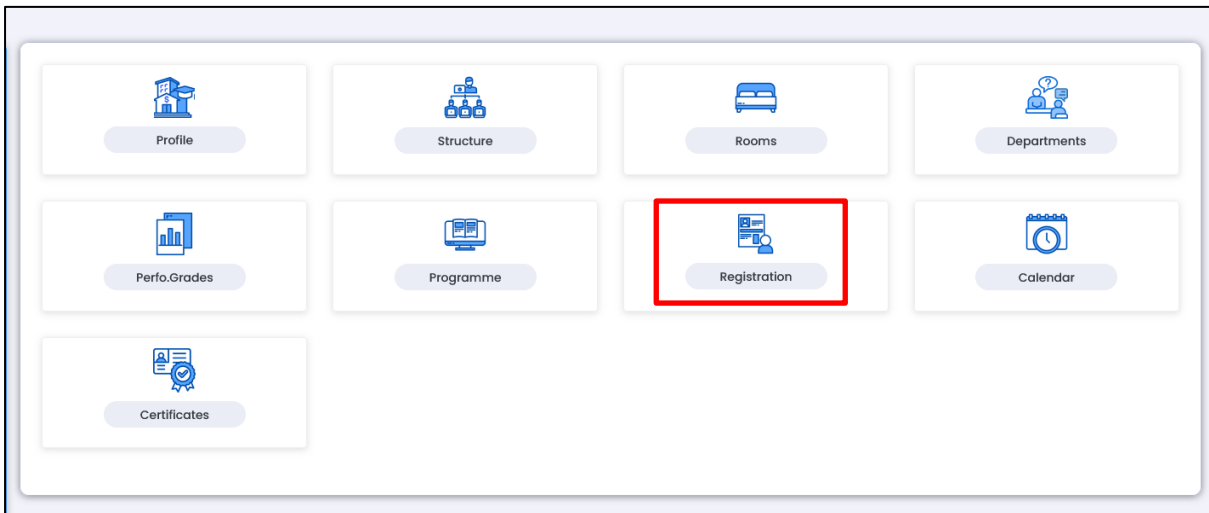 Profile
Structure
Rooms
Departments
Perfo.Grades
Programme
Registration
Calendar
Certificates